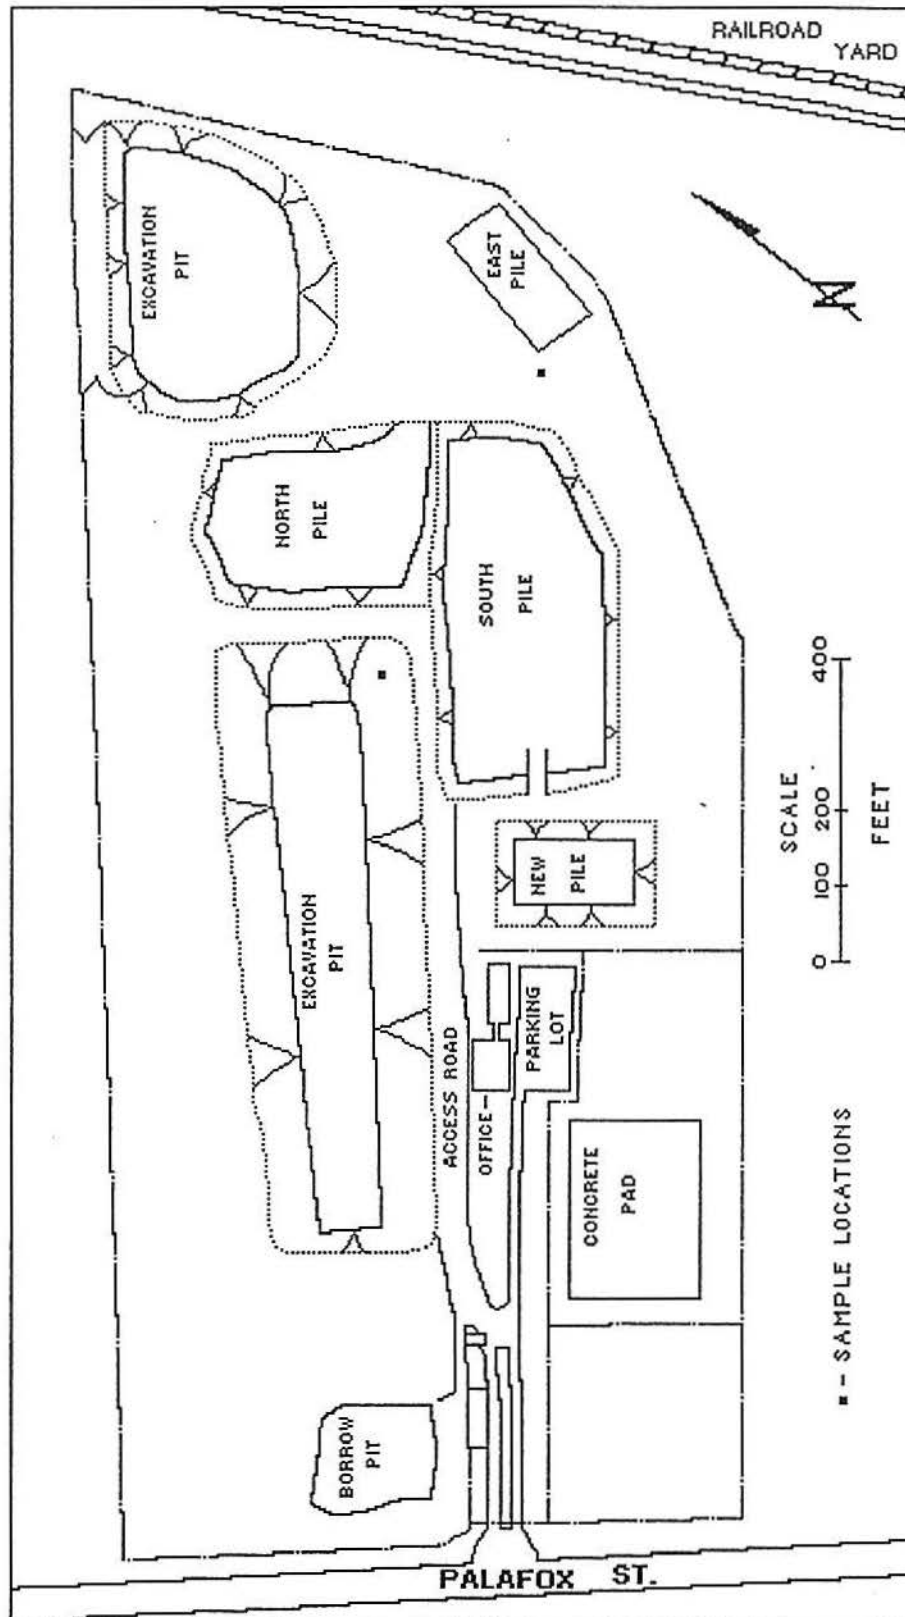 RAILROAD
YARD
EXCAVATION
PIT
EAST
PILE
N
NORTH
PILE
SOUTH
PILE
400
200
100
0
SCALE
FEET
NEW
PILE
EXCAVATION
PIT
ACCESS ROAD
OFFICE-
PARKING
LOT
CONCRETE
PAD
■ - SAMPLE LOCATIONS
BORROW
PIT
PALAFOX ST.